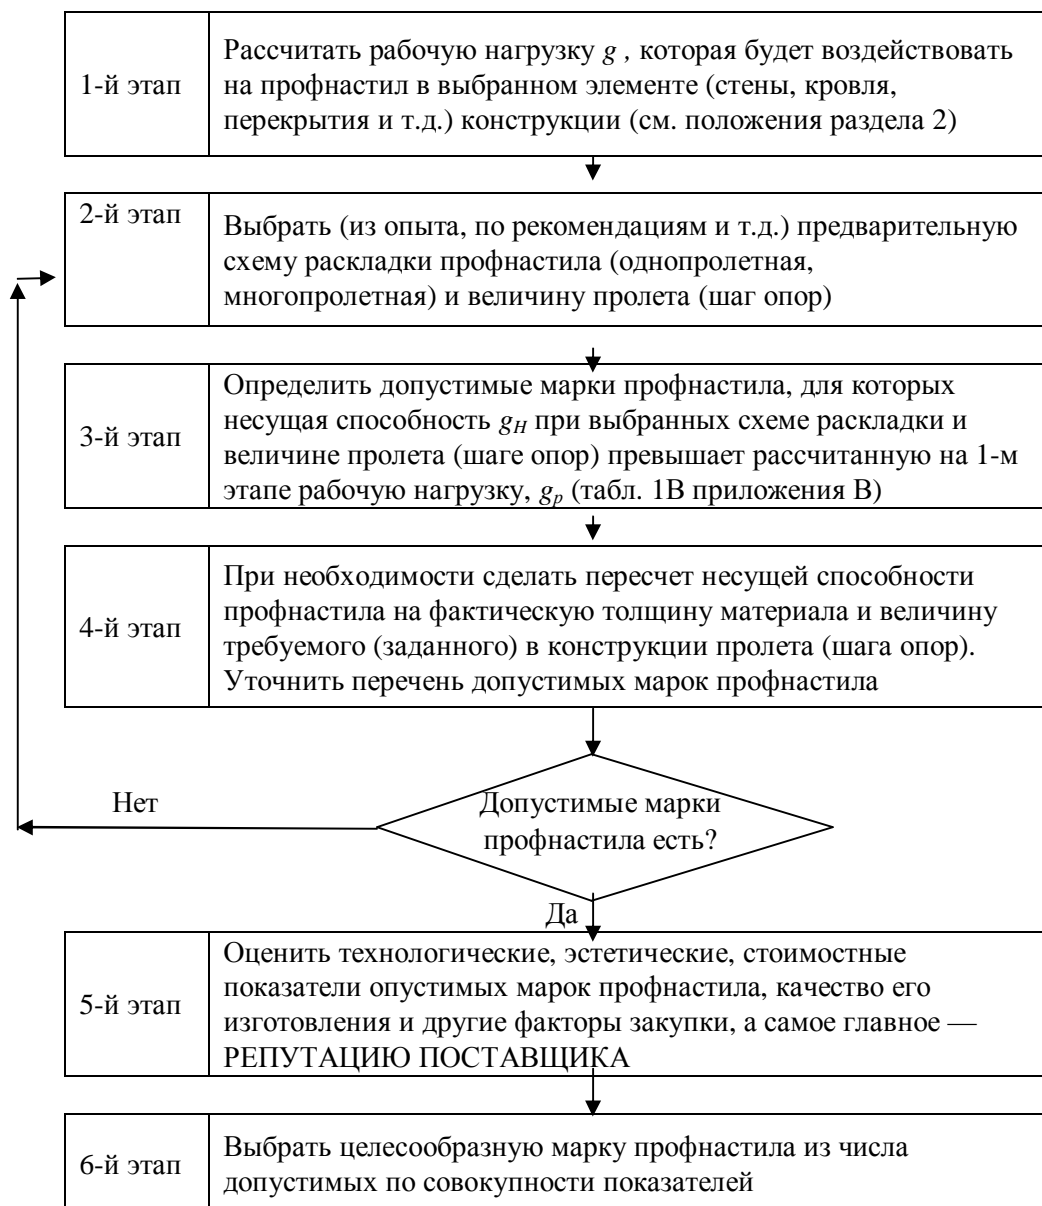 1-й этап
Рассчитать рабочую нагрузку g , которая будет воздействовать
на профнастил в выбранном элементе (стены, кровля,
перекрытия и т.д.) конструкции (см. положения раздела 2)
2-й этап
Выбрать (из опыта, по рекомендациям и т.д.) предварительную
схему раскладки профнастила (однопролетная,
многопролетная) и величину пролета (шаг опор)
3-й этап
Определить допустимые марки профнастила, для которых
несущая способность gН при выбранных схеме раскладки и
величине пролета (шаге опор) превышает рассчитанную на 1-м
этапе рабочую нагрузку, gр (табл. 1В приложения В)
4-й этап
При необходимости сделать пересчет несущей способности
профнастила на фактическую толщину материала и величину
требуемого (заданного) в конструкции пролета (шага опор).
Уточнить перечень допустимых марок профнастила
Нет
Допустимые марки
профнастила есть?
Да
5-й этап
Оценить технологические, эстетические, стоимостные
показатели опустимых марок профнастила, качество его
изготовления и другие факторы закупки, а самое главное —
РЕПУТАЦИЮ ПОСТАВЩИКА
6-й этап
Выбрать целесообразную марку профнастила из числа
допустимых по совокупности показателей